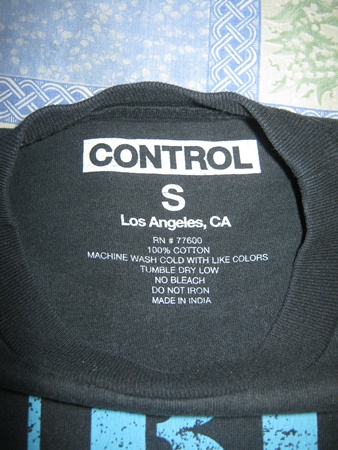 CONTROL
S
Los Angeles, CA
RN # 77600
100% COTTON
MACHINE WASH COLD WITH LIKE COLORS
TUMBLE DRY LOW
NO BLEACH
DO NOT IRON
MADE IN INDIA